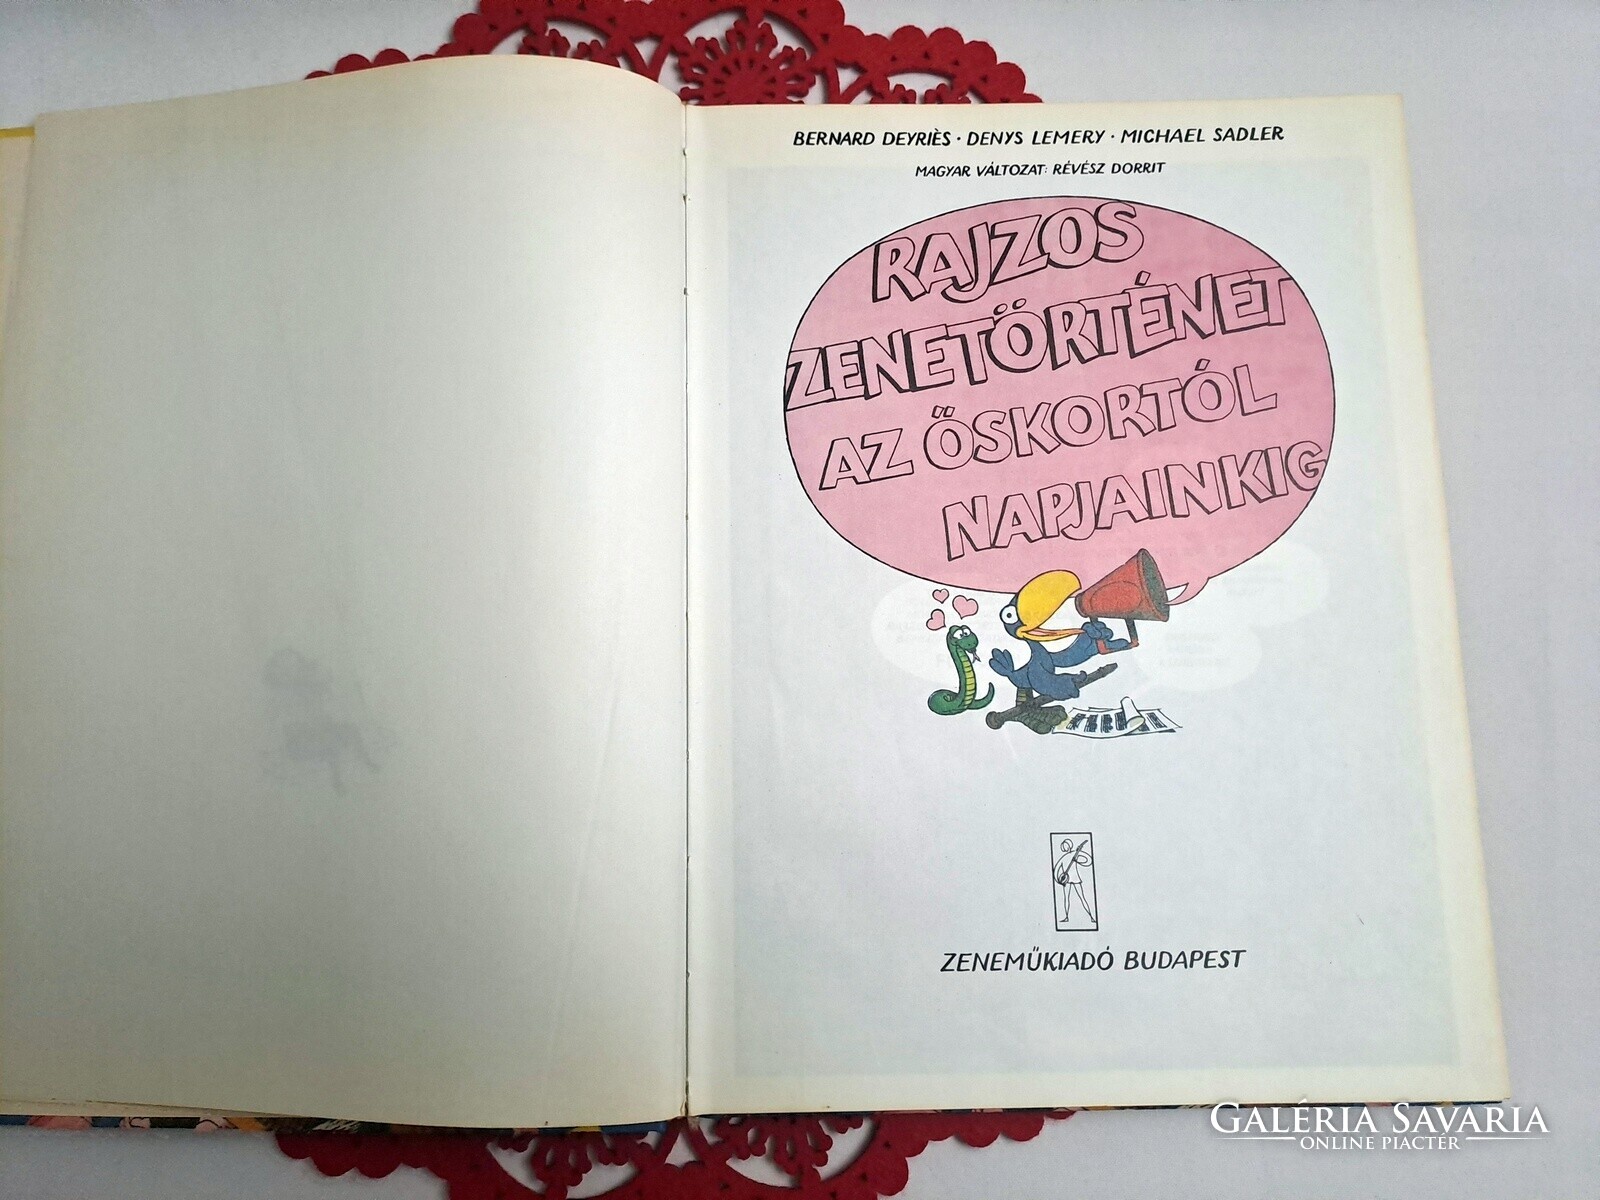 BERNARD DEYRIÈS · DENYS LEMERY · MICHAEL SADLER
MAGYAR VÁLTOZAT: RÉVÉSZ DORRIT
RAJZOS
ZENETÖRTÉNET
AZ ŐSKORTÓL
NAPJAINKIG
ZENEMŰKIADÓ BUDAPEST
GALÉRIA SAVARIA
ONLINE PIACTÉR